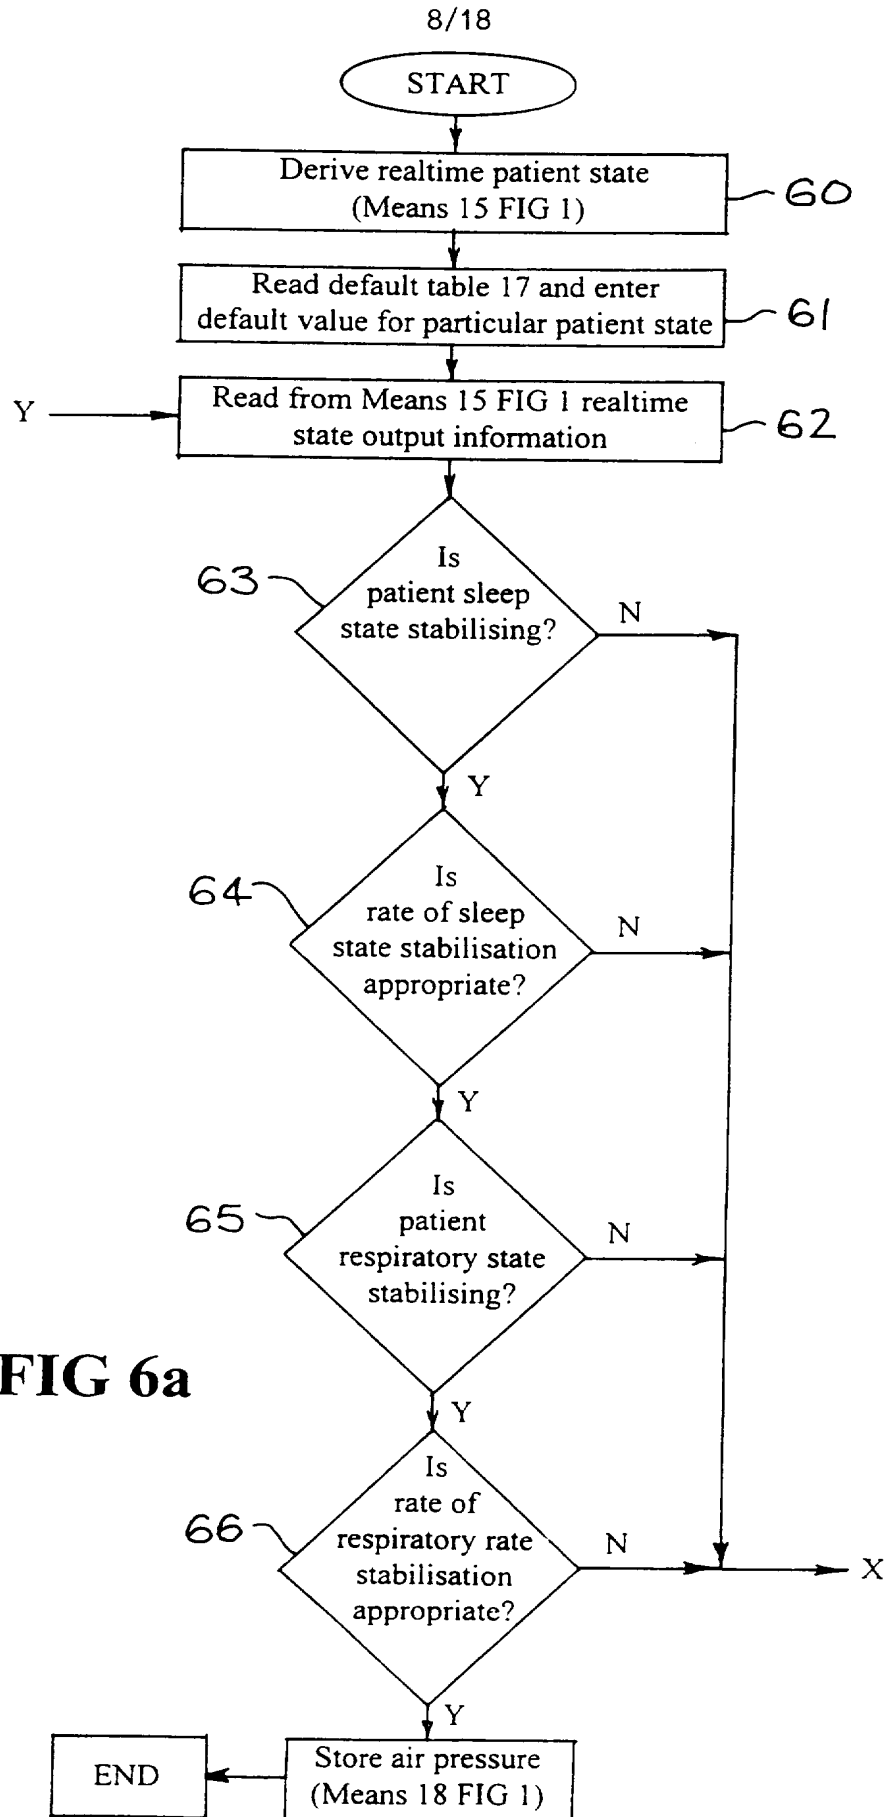 8/18
START
Derive realtime patient state
(Means 15 FIG 1)
60
Read default table 17 and enter
default value for particular patient state
61
Y
Read from Means 15 FIG 1 realtime
state output information
62
63
Is
patient sleep
state stabilising?
N
Y
64
Is
rate of sleep
state stabilisation
appropriate?
N
Y
65
Is
patient
respiratory state
stabilising?
N
FIG 6a
Y
66
Is
rate of
respiratory rate
stabilisation
appropriate?
N
X
Y
END
Store air pressure
(Means 18 FIG 1)